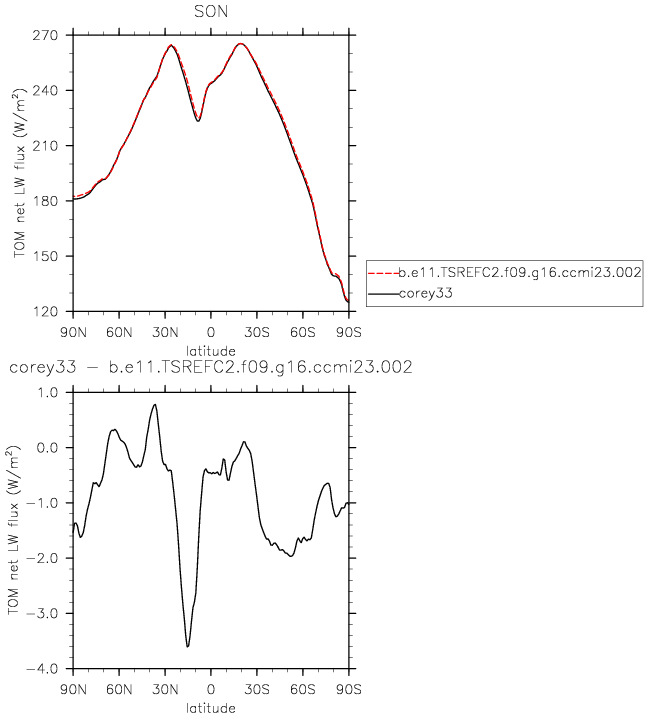 SON
270
240
210
180
150
120
TOM net LW flux (W/m²)
90N 60N 30N 0 30S 60S 90S
latitude
b.e11.TSREFC2.f09.g16.ccmi23.002
corey33
corey33 − b.e11.TSREFC2.f09.g16.ccmi23.002
1.0
0.0
−1.0
−2.0
−3.0
−4.0
TOM net LW flux (W/m²)
90N 60N 30N 0 30S 60S 90S
latitude